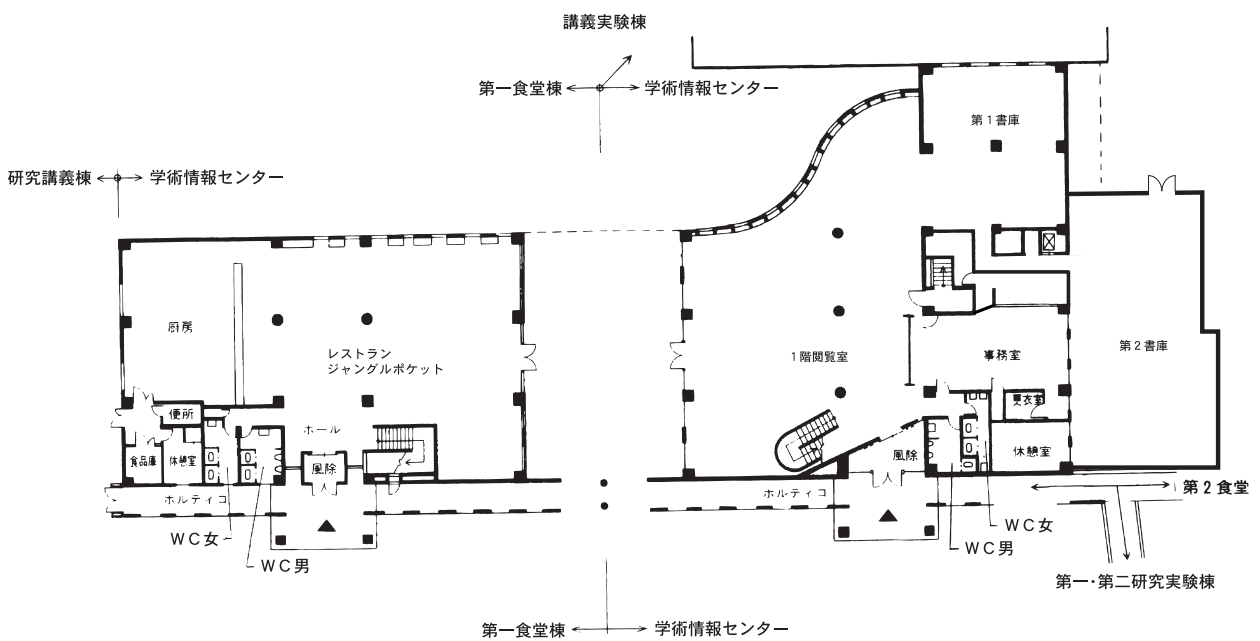 講義実験棟
第一食堂棟 学術情報センター
第1書庫
研究講義棟 学術情報センター
厨房
レストラン
ジャングルポケット
1階閲覧室
事務室
第2書庫
更衣室
便所
ホール
食品庫
休憩室
風除
風除
休憩室
ホルティコ
ホルティコ
第2食堂
WC女
WC男
WC女
WC男
第一・第二研究実験棟
第一食堂棟 学術情報センター